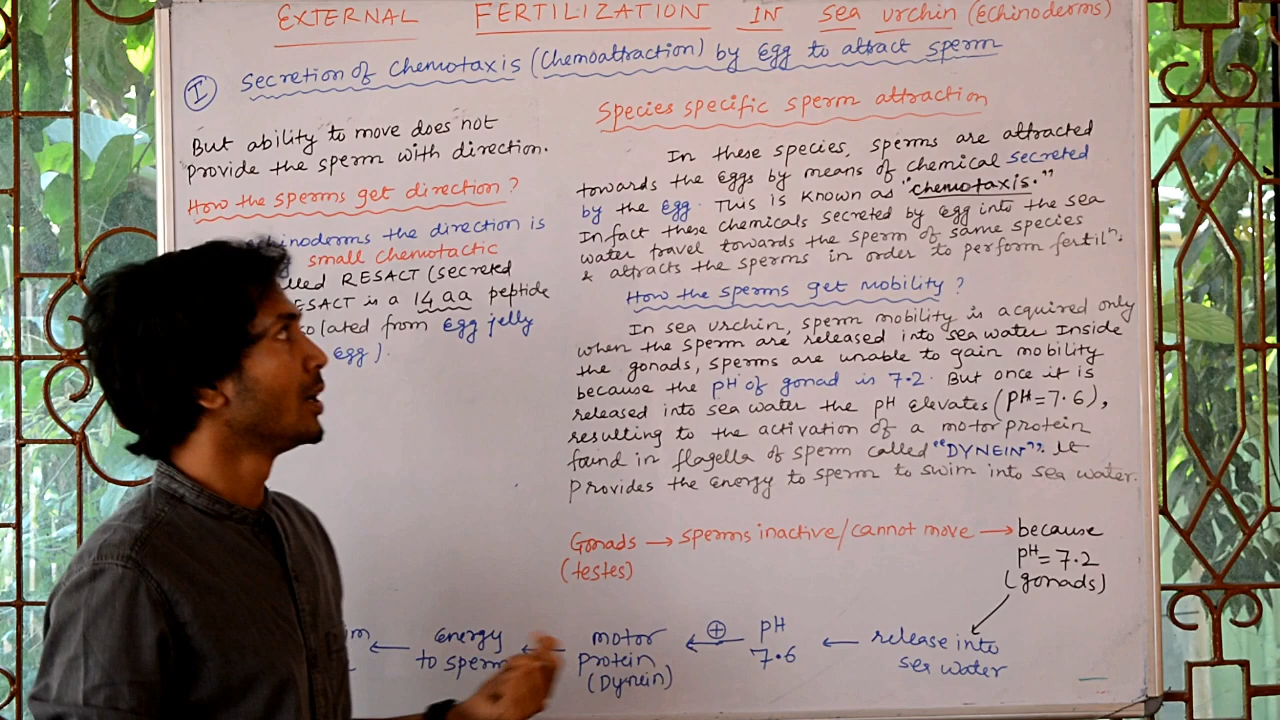 EXTERNAL FERTILIZATION IN sea urchin (Echinoderms)
I secretion of chemotaxis (chemoattraction) by egg to attract sperm
But ability to move does not
provide the sperm with direction.
How the sperms get direction ?
echinoderms the direction is
small chemotactic
called RESACT (secreted
RESACT is a 14 aa peptide
isolated from egg jelly
egg).
Species specific sperm attraction
In these species, sperms are attracted
towards the eggs by means of chemical secreted
by the egg. This is known as "chemotaxis."
Infact these chemicals secreted by egg into the sea
water travel towards the sperm of same species
& attracts the sperms in order to perform fertilⁿ.
How the sperms get mobility ?
In sea urchin, sperm mobility is acquired only
when the sperm are released into sea water Inside
the gonads, sperms are unable to gain mobility
because the pH of gonad is 7.2. But once it is
released into sea water the pH elevates (pH=7.6),
resulting to the activation of a motor protein
found in flagella of sperm called "DYNEIN". It
provides the energy to sperm to swim into sea water.
Gonads → sperms inactive/cannot move → because
(testes) pH=7.2
(gonads)
← energy ← motor ← ⊕ pH ← release into
to sperm protein 7.6 sea water
(Dynein)